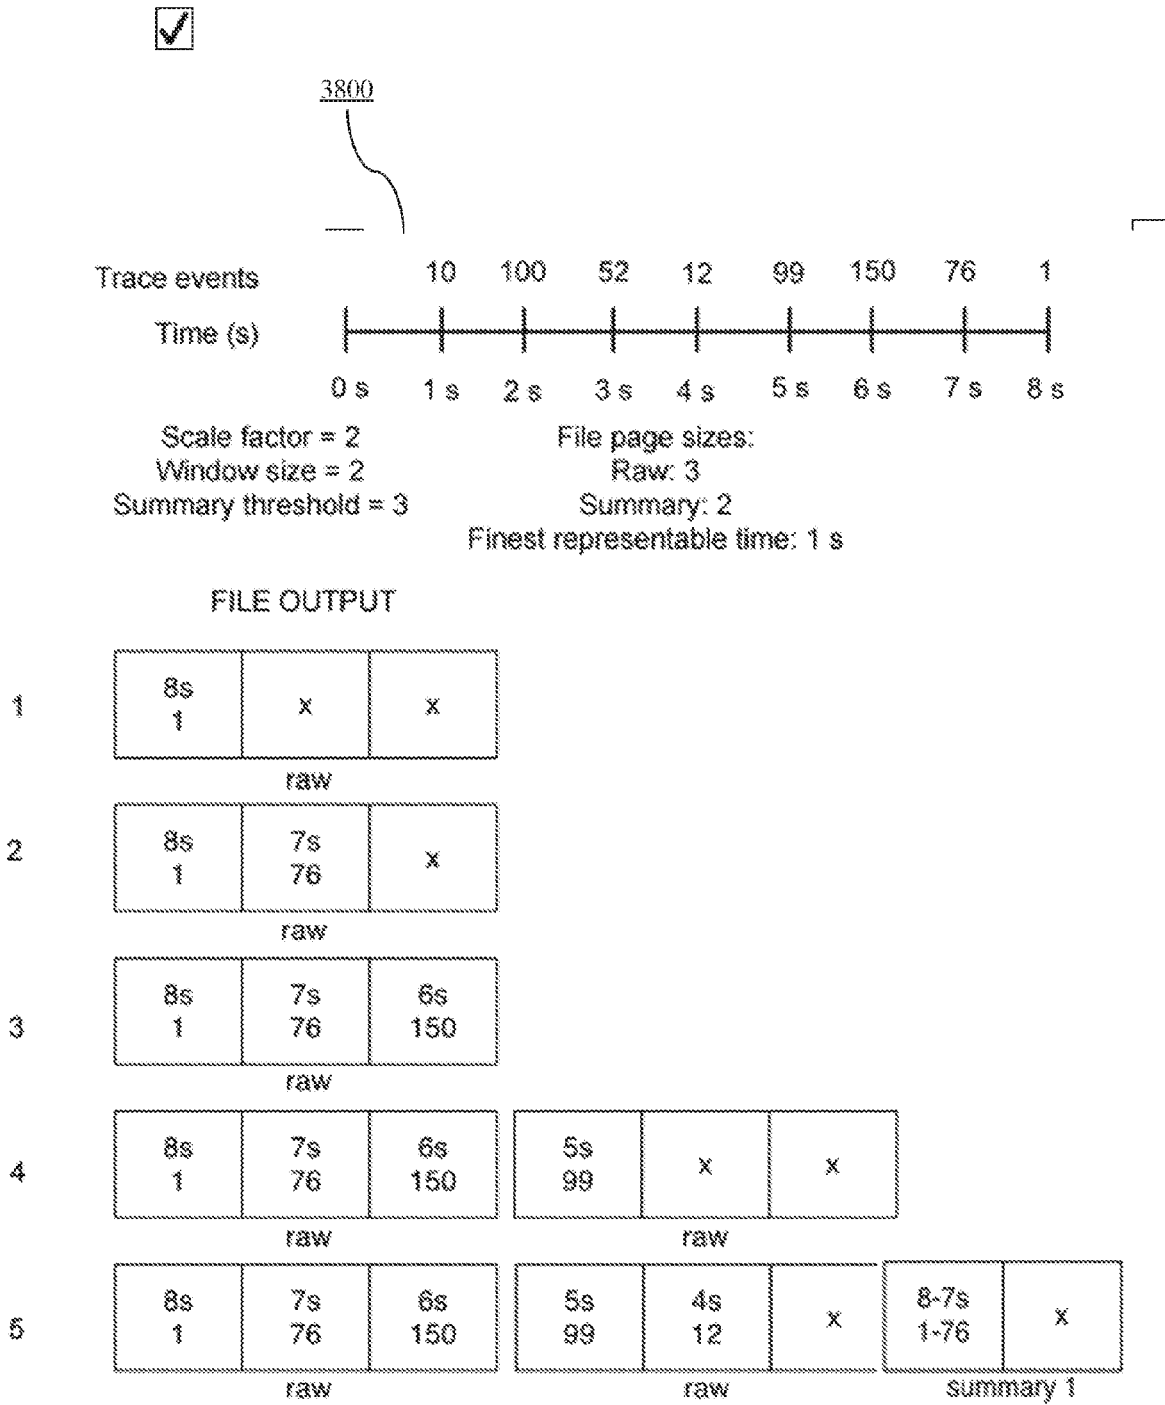 3800
Trace events 10 100 52 12 99 150 76 1
Time (s)
0 s 1 s 2 s 3 s 4 s 5 s 6 s 7 s 8 s
Scale factor = 2
Window size = 2
Summary threshold = 3
File page sizes:
Raw: 3
Summary: 2
Finest representable time: 1 s
FILE OUTPUT
1
8s x x
1
raw
2
8s 7s x
1 76
raw
3
8s 7s 6s
1 76 150
raw
4
8s 7s 6s 5s x x
1 76 150 99
raw raw
5
8s 7s 6s 5s 4s x 8-7s x
1 76 150 99 12 1-76
raw raw summary 1